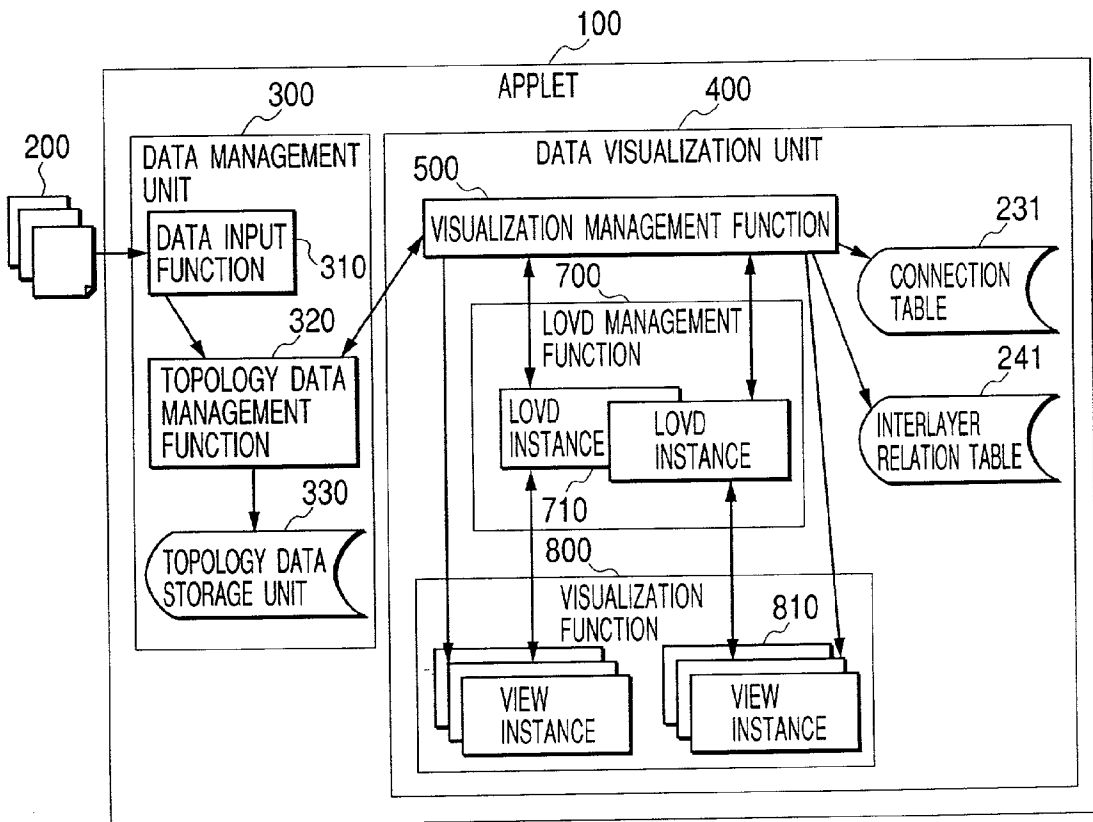 100
APPLET
300
400
200
DATA MANAGEMENT
UNIT
DATA VISUALIZATION UNIT
500
VISUALIZATION MANAGEMENT FUNCTION
DATA INPUT
FUNCTION
310
231
CONNECTION
TABLE
700
LOVD MANAGEMENT
FUNCTION
320
TOPOLOGY DATA
MANAGEMENT
FUNCTION
241
INTERLAYER
RELATION TABLE
LOVD
INSTANCE
LOVD
INSTANCE
710
330
TOPOLOGY DATA
STORAGE UNIT
800
VISUALIZATION
FUNCTION
810
VIEW
INSTANCE
VIEW
INSTANCE